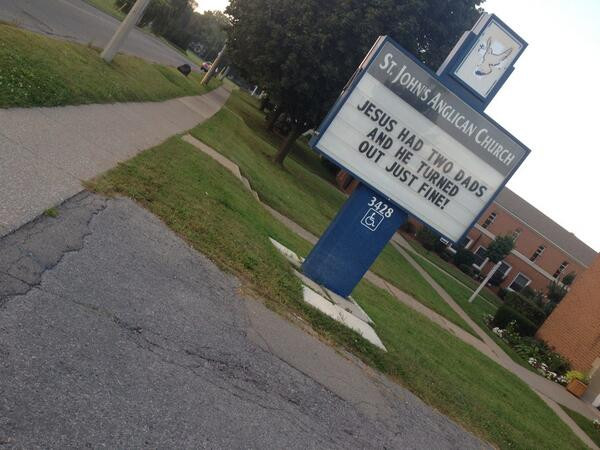 St. John's Anglican Church
JESUS HAD TWO DADS
AND HE TURNED
OUT JUST FINE!
3428